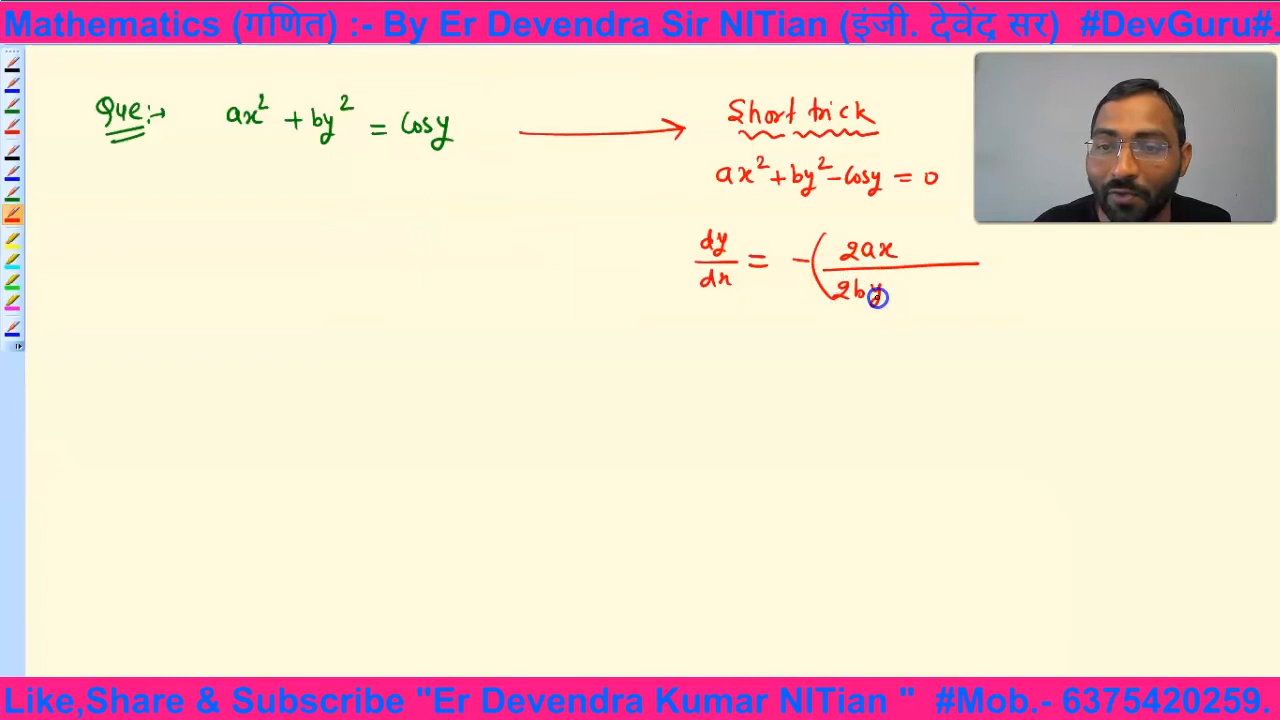 Mathematics (गणित) :- By Er Devendra Sir NITian (इंजी. देवेंद्र सर) #DevGuru#.
Que:→ ax² + by² = cosy
Short trick
ax² + by² - cosy = 0
dy/dx = -(2ax/2by
Like,Share & Subscribe "Er Devendra Kumar NITian " #Mob.- 6375420259.